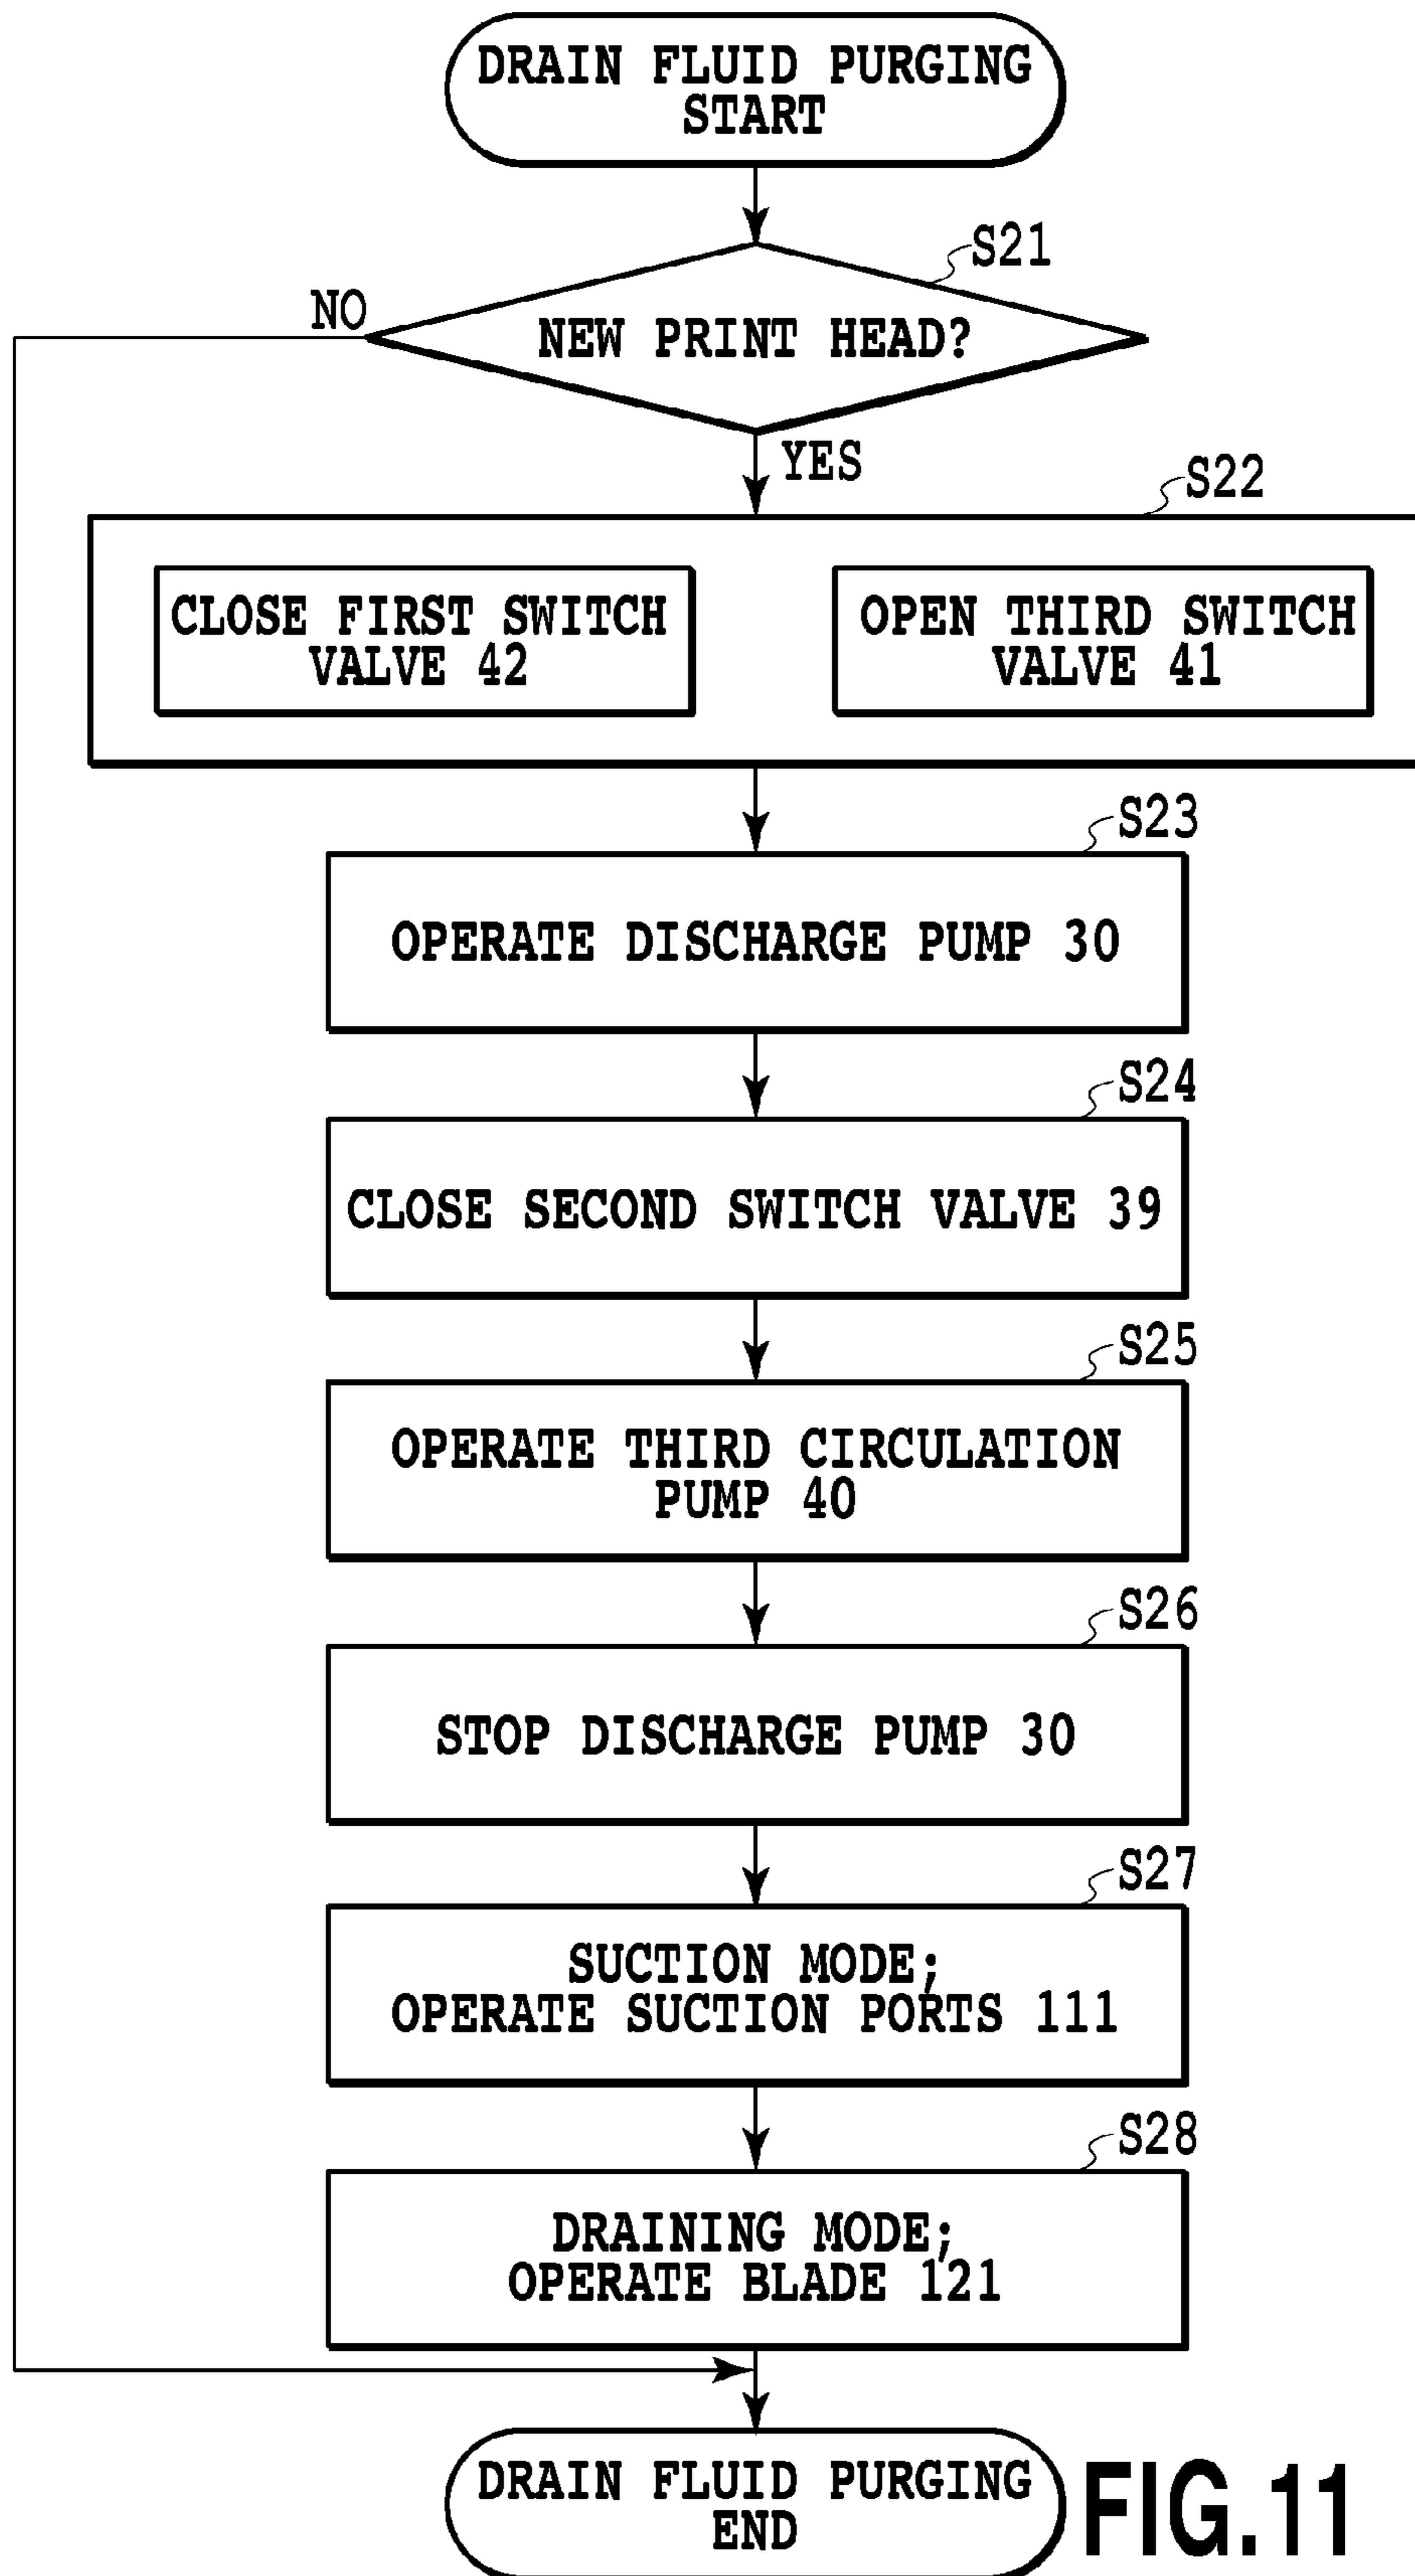 DRAIN FLUID PURGING
START
S21
NO
NEW PRINT HEAD?
YES
S22
CLOSE FIRST SWITCH
VALVE 42
OPEN THIRD SWITCH
VALVE 41
S23
OPERATE DISCHARGE PUMP 30
S24
CLOSE SECOND SWITCH VALVE 39
S25
OPERATE THIRD CIRCULATION
PUMP 40
S26
STOP DISCHARGE PUMP 30
S27
SUCTION MODE;
OPERATE SUCTION PORTS 111
S28
DRAINING MODE;
OPERATE BLADE 121
DRAIN FLUID PURGING
END
FIG.11